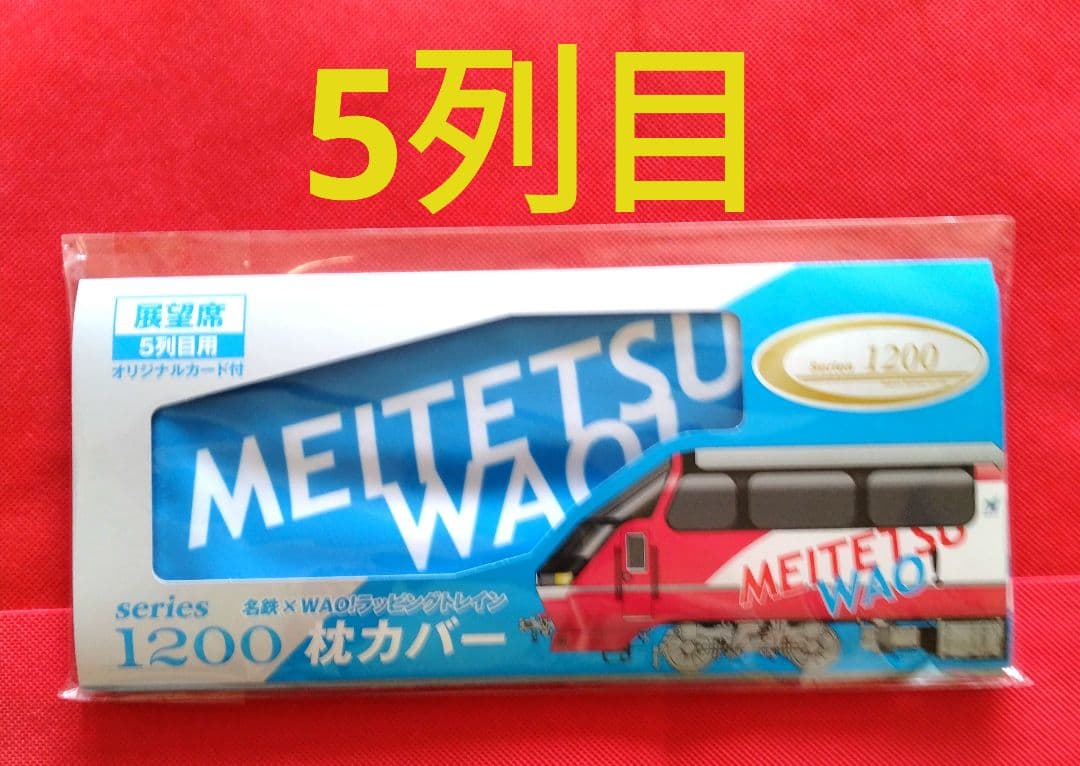 5列目
展望席
5列目用
オリジナルカード付
MEITETSU
WAO!
Series 1200
MEITETSU
WAO!
名鉄×WAO!ラッピングトレイン
series
1200 枕カバー